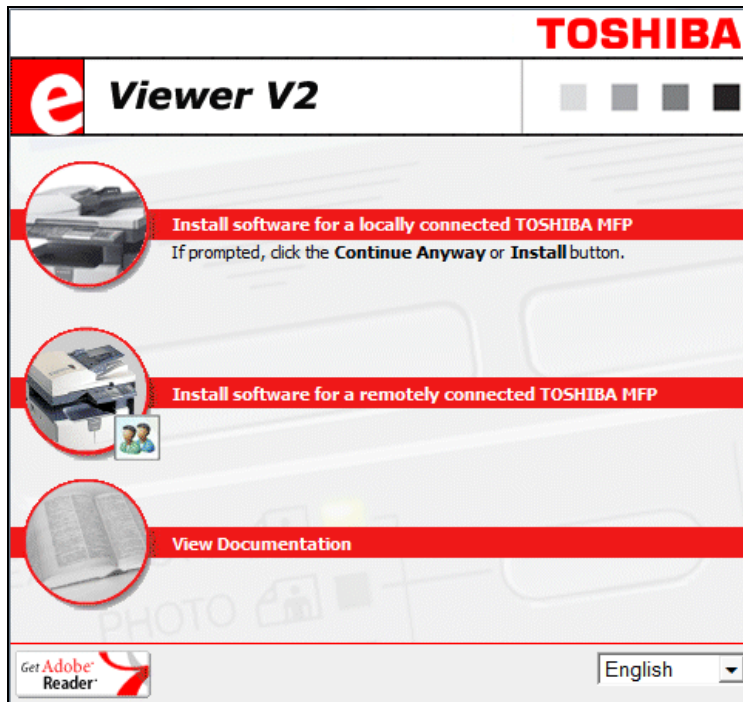 TOSHIBA
e Viewer V2
Install software for a locally connected TOSHIBA MFP
If prompted, click the Continue Anyway or Install button.
Install software for a remotely connected TOSHIBA MFP
View Documentation
PHOTO
Get Adobe
Reader
English